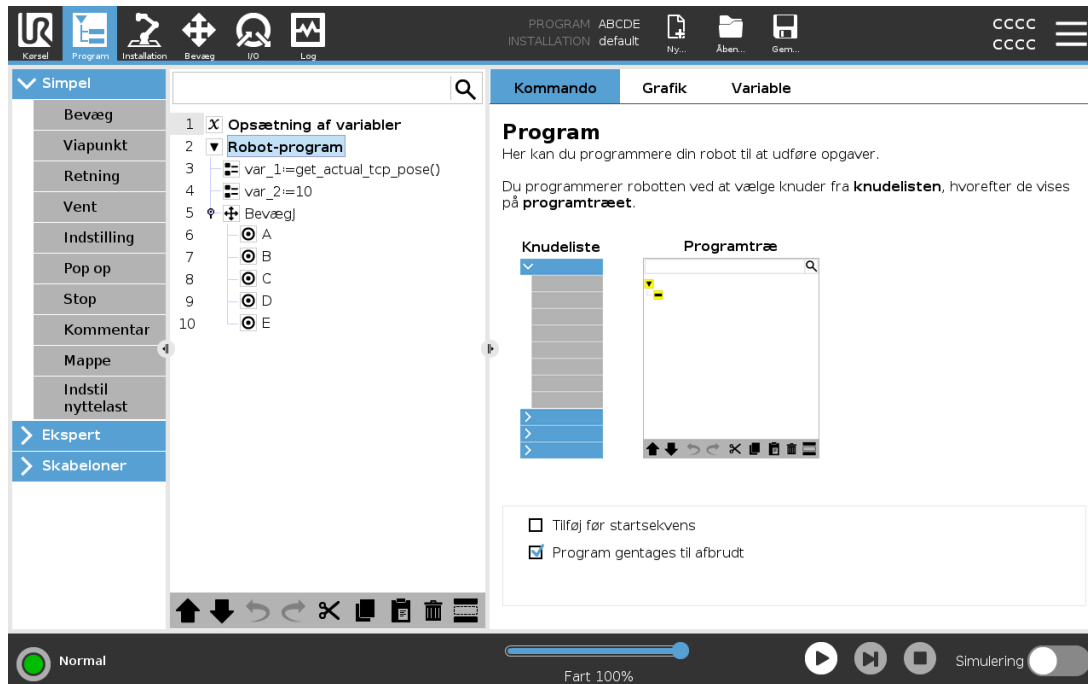 UR
Kørsel
Program
Installation
Bevæg
I/O
Log
PROGRAM ABCDE
INSTALLATION default
Ny...
Åben...
Gem...
CCCC
CCCC
Simpel
Bevæg
Viapunkt
Retning
Vent
Indstilling
Pop op
Stop
Kommentar
Mappe
Indstil
nyttelast
Ekspert
Skabeloner
1 X Opsætning af variabler
2 Robot-program
3 var_1:=get_actual_tcp_pose()
4 var_2:=10
5 BevægJ
6 A
7 B
8 C
9 D
10 E
Kommando
Grafik
Variable
Program
Her kan du programmere din robot til at udføre opgaver.
Du programmerer robotten ved at vælge knuder fra knudelisten, hvorefter de vises
på programtræet.
Knudeliste
Programtræ
Tilføj før startsekvens
Program gentages til afbrudt
Normal
Fart 100%
Simulering